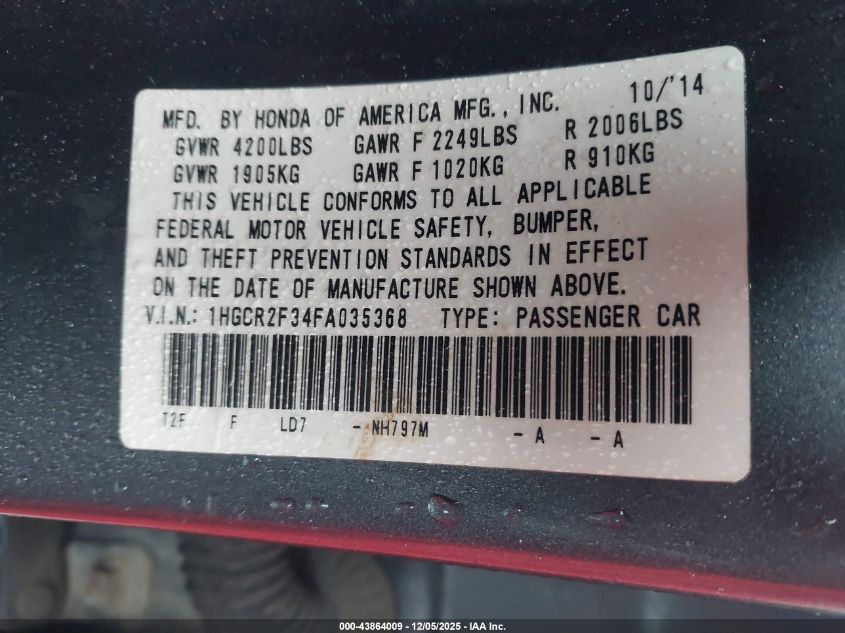 10/'14
MFD. BY HONDA OF AMERICA MFG., INC.
GVWR 4200LBS GAWR F 2249LBS R 2006LBS
GVWR 1905KG GAWR F 1020KG R 910KG
THIS VEHICLE CONFORMS TO ALL APPLICABLE
FEDERAL MOTOR VEHICLE SAFETY, BUMPER,
AND THEFT PREVENTION STANDARDS IN EFFECT
ON THE DATE OF MANUFACTURE SHOWN ABOVE.
V.I.N.: 1HGCR2F34FA035368 TYPE: PASSENGER CAR
T2F F LD7 - NH797M - A - A
000-43864009 - 12/05/2025 - IAA Inc.